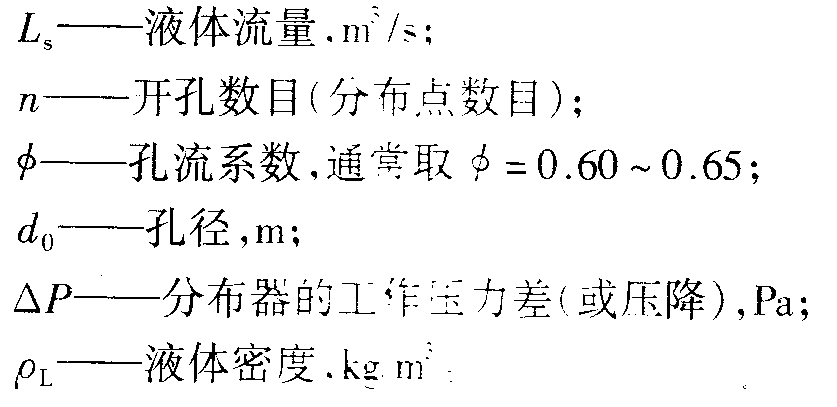 Lₛ——液体流量,m³/s;
n——开孔数目(分布点数目);
ϕ——孔流系数,通常取 ϕ = 0.60 ~ 0.65;
d₀——孔径,m;
ΔP——分布器的工作压力差(或压降),Pa;
ρL——液体密度,kg/m³.